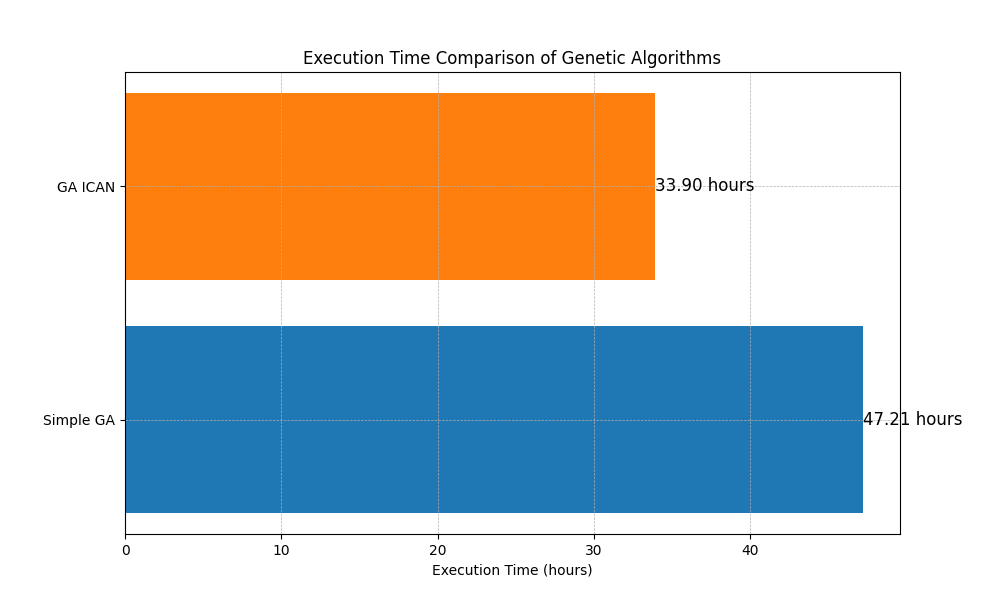 Execution Time Comparison of Genetic Algorithms
GA ICAN
33.90 hours
Simple GA
47.21 hours
0 10 20 30 40
Execution Time (hours)